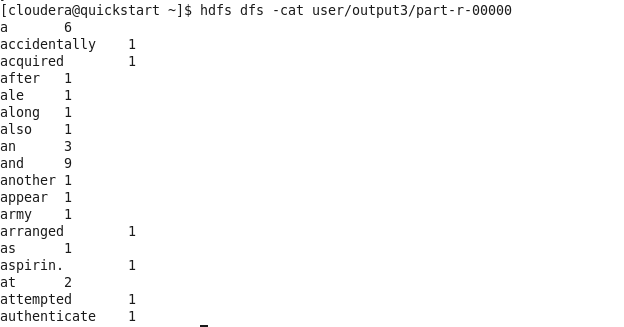 [cloudera@quickstart ~]$ hdfs dfs -cat user/output3/part-r-00000
a 6
accidentally 1
acquired 1
after 1
ale 1
along 1
also 1
an 3
and 9
another 1
appear 1
army 1
arranged 1
as 1
aspirin. 1
at 2
attempted 1
authenticate 1